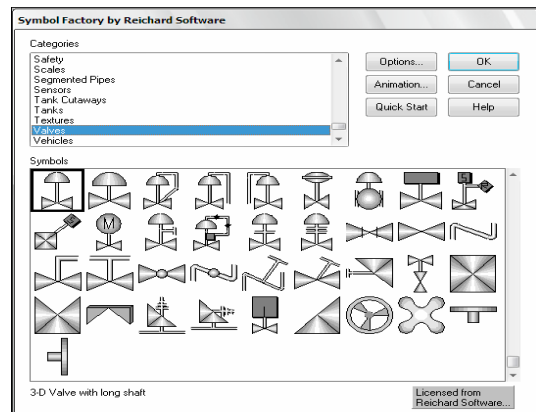 Symbol Factory by Reichard Software
Categories
Safety
Scales
Segmented Pipes
Sensors
Tank Cutaways
Tanks
Textures
Valves
Vehicles
Options...
OK
Animation...
Cancel
Quick Start
Help
Symbols
M
3-D Valve with long shaft
Licensed from
Reichard Software...